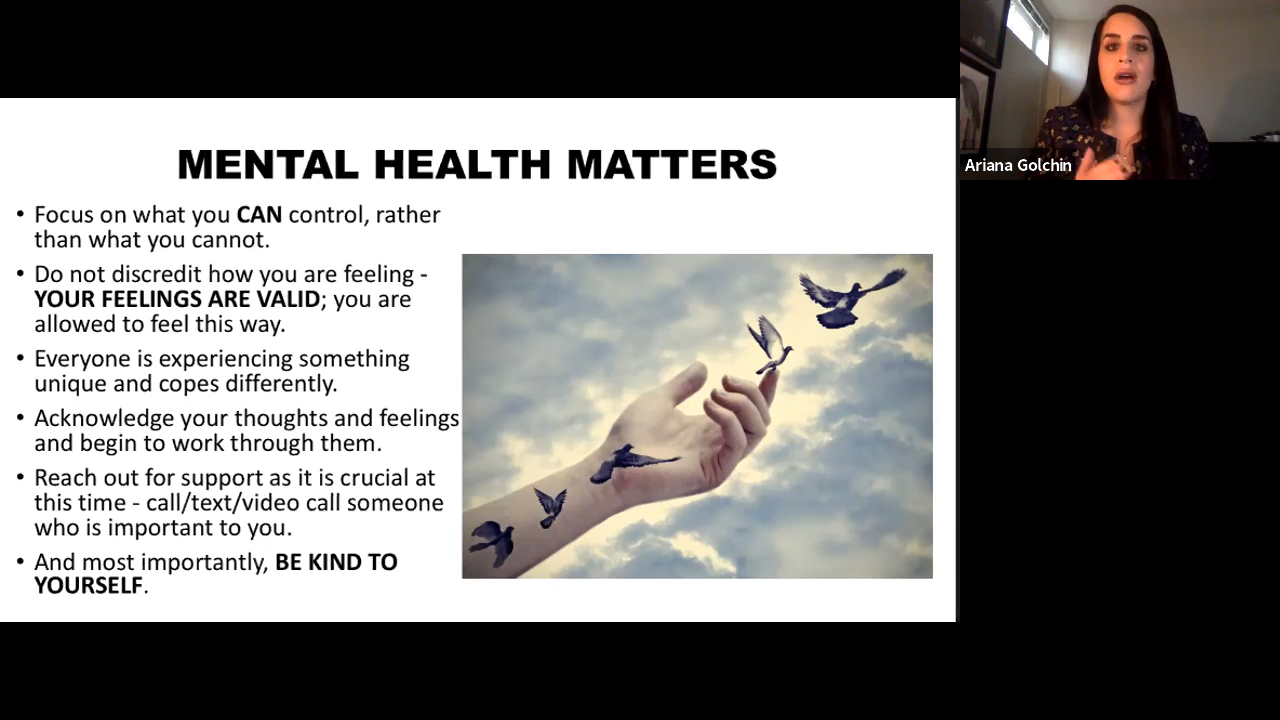 MENTAL HEALTH MATTERS
• Focus on what you CAN control, rather
than what you cannot.
• Do not discredit how you are feeling -
YOUR FEELINGS ARE VALID; you are
allowed to feel this way.
• Everyone is experiencing something
unique and copes differently.
• Acknowledge your thoughts and feelings
and begin to work through them.
• Reach out for support as it is crucial at
this time - call/text/video call someone
who is important to you.
• And most importantly, BE KIND TO
YOURSELF.
Ariana Golchin